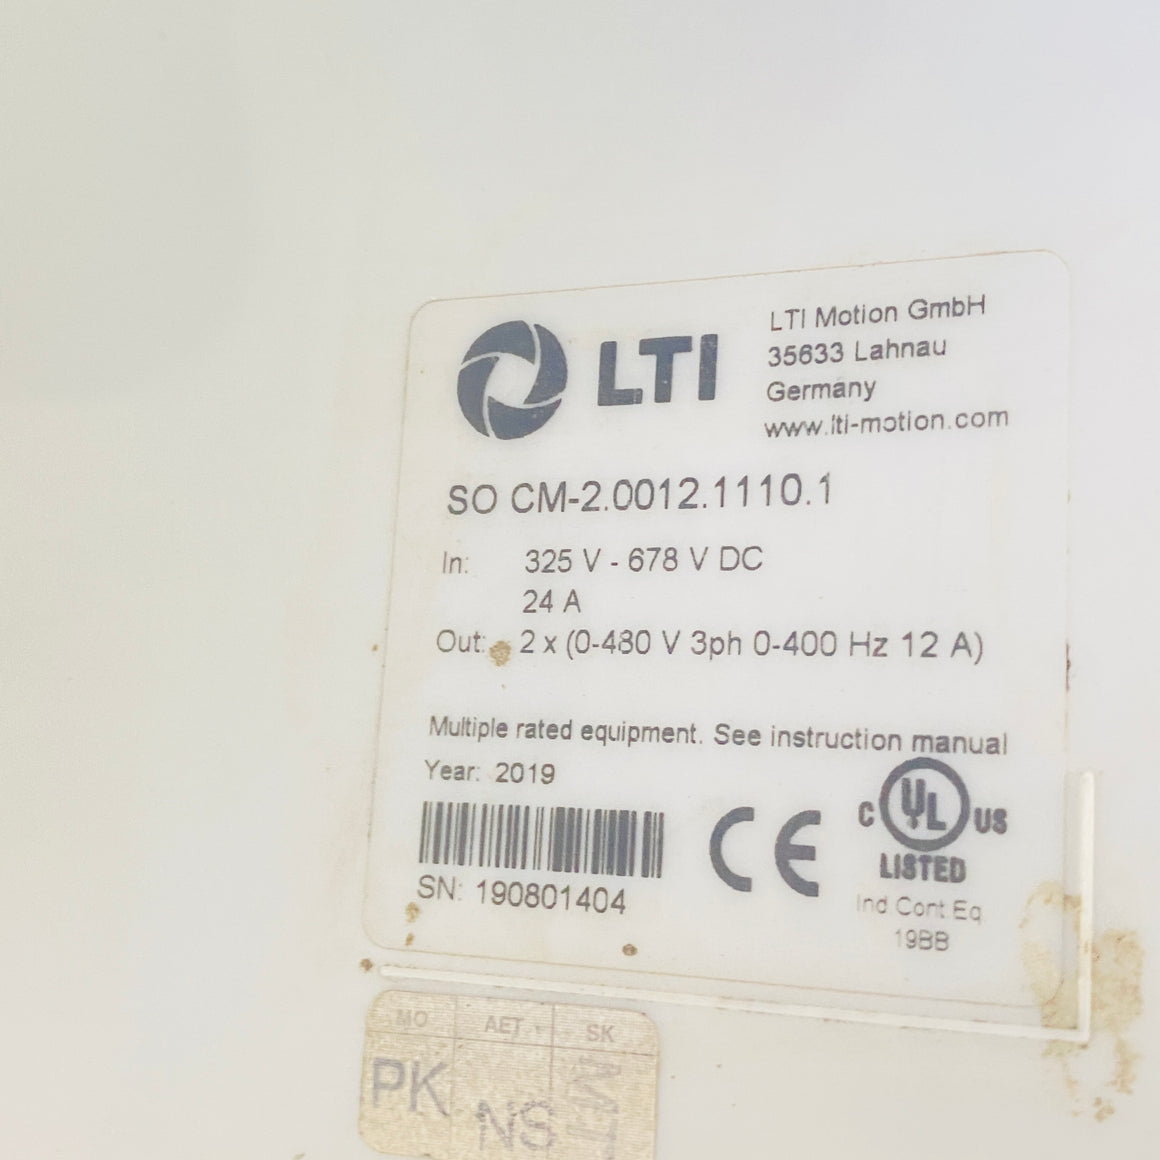 LTI
LTI Motion GmbH
35633 Lahnau
Germany
www.lti-motion.com
SO CM-2.0012.1110.1
In: 325 V - 678 V DC
24 A
Out: 2 x (0-480 V 3ph 0-400 Hz 12 A)
Multiple rated equipment. See instruction manual
Year: 2019
SN: 190801404
CE
C UL US
LISTED
Ind Cont Eq
19BB
MO AET SK
PK
NS